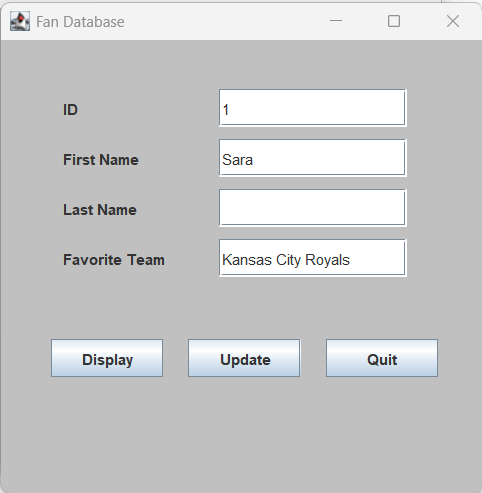 Fan Database
ID 1
First Name Sara
Last Name
Favorite Team Kansas City Royals
Display Update Quit